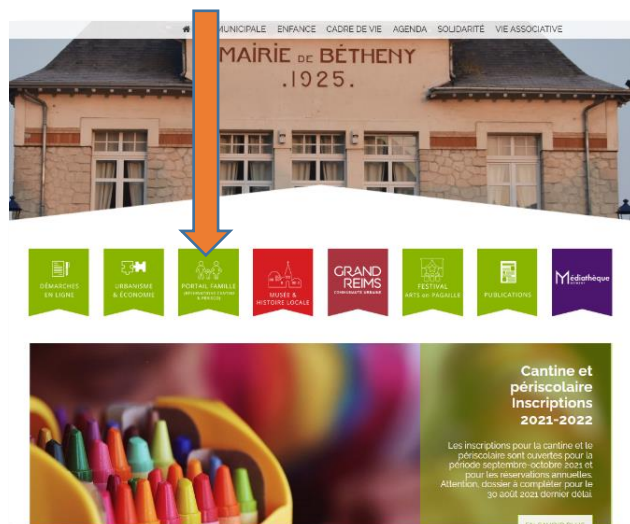 MUNICIPALE ENFANCE CADRE DE VIE AGENDA SOLIDARITÉ VIE ASSOCIATIVE
MAIRIE DE BÉTHENY
.1925.
DÉMARCHES
EN LIGNE
URBANISME
& ÉCONOMIE
PORTAIL FAMILLE
MUSÉE &
HISTOIRE LOCALE
GRAND
REIMS
COMMUNAUTÉ URBAINE
FESTIVAL
ARTS en PAGAILLE
PUBLICATIONS
Médiathèque
Cantine et
périscolaire
Inscriptions
2021-2022
Les inscriptions pour la cantine et le
périscolaire sont ouvertes pour la
période septembre-octobre 2021 et
pour les réservations annuelles.
Attention, dossier à compléter pour le
30 août 2021 dernier délai.